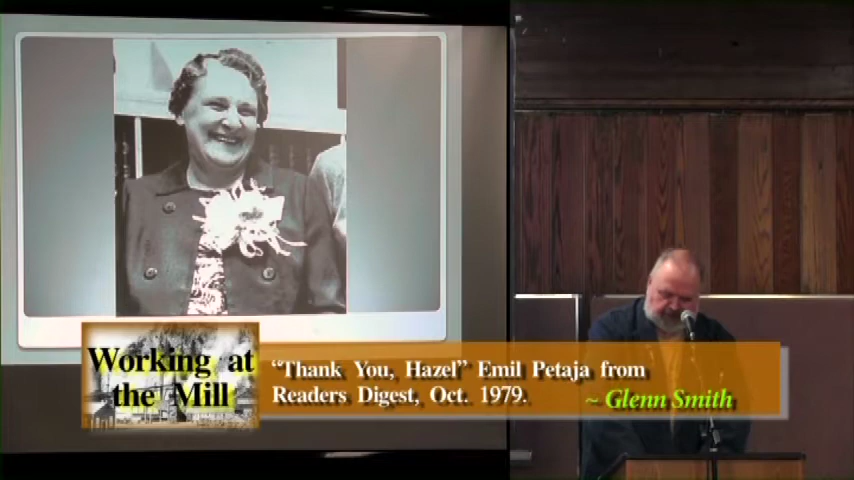 Working at
the Mill
“Thank You, Hazel” Emil Petaja from
Readers Digest, Oct. 1979.
~ Glenn Smith